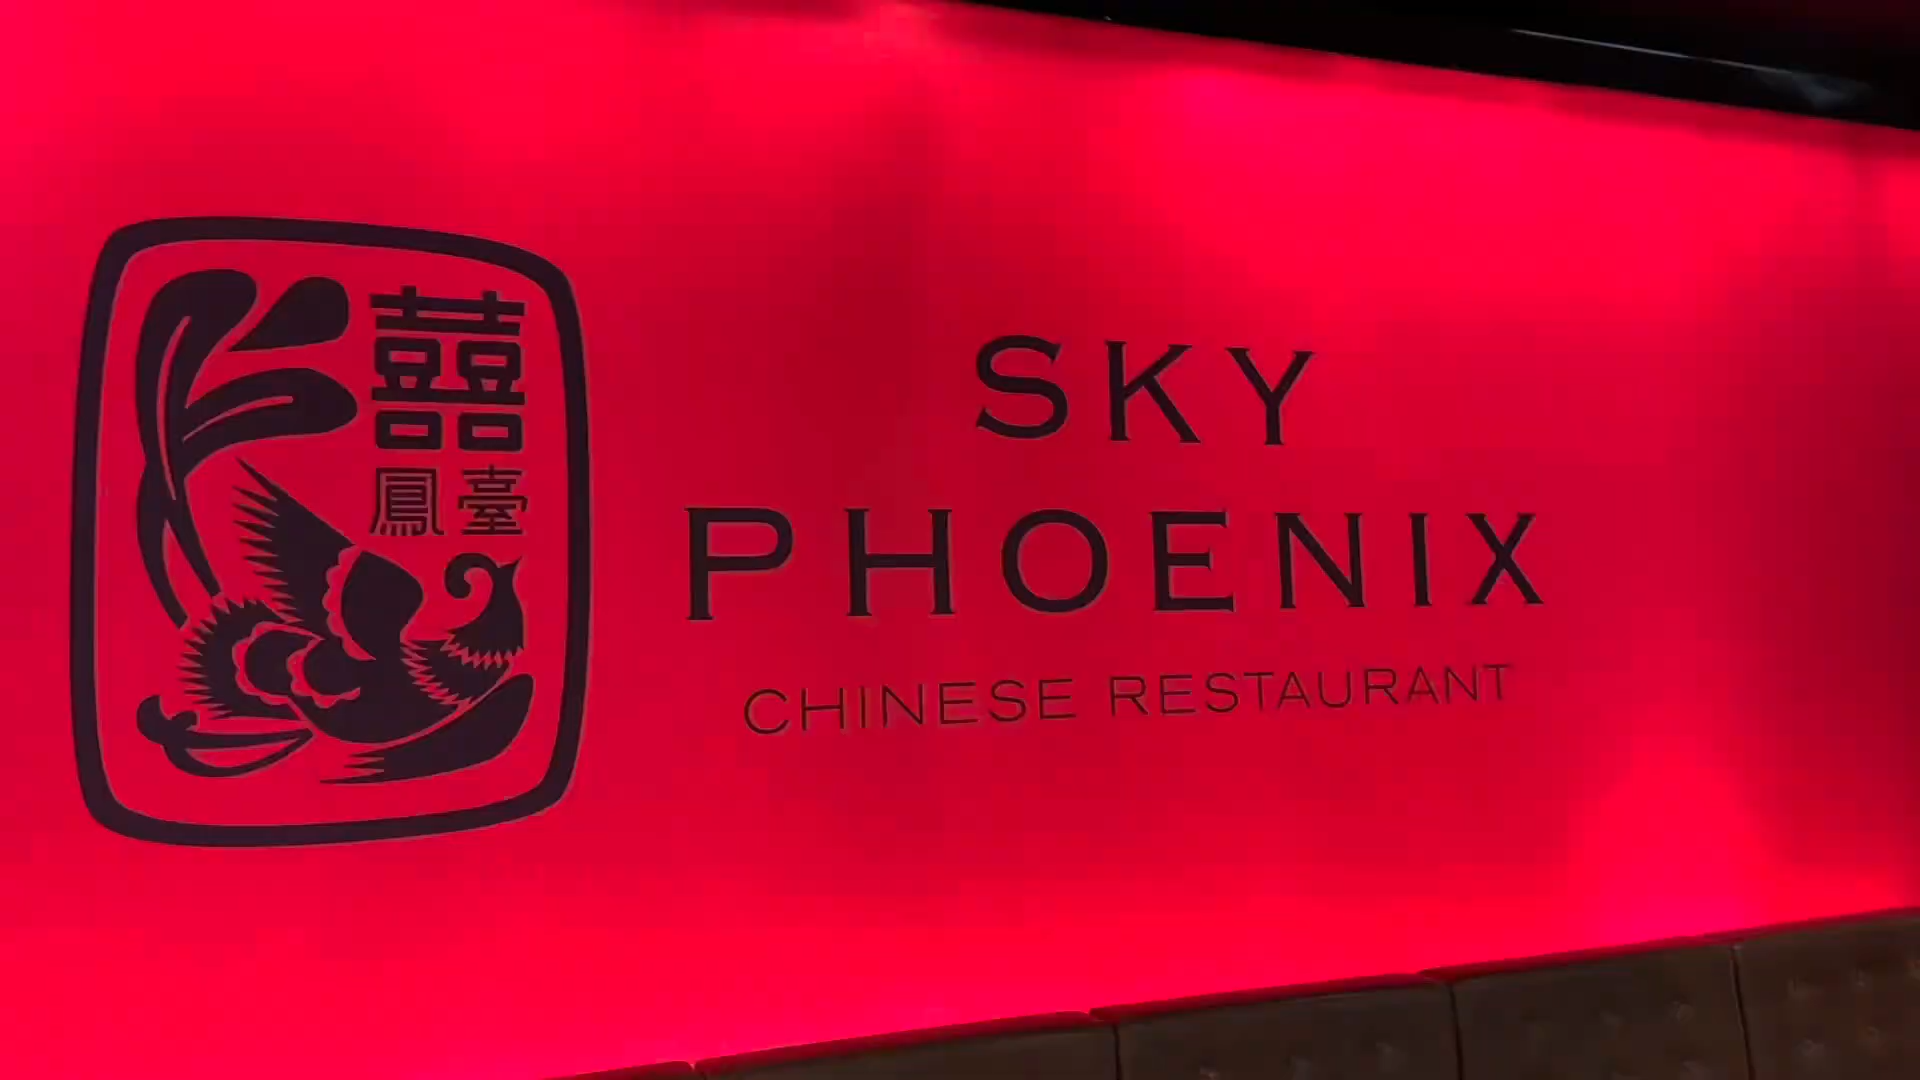 囍
鳳臺
SKY
PHOENIX
CHINESE RESTAURANT